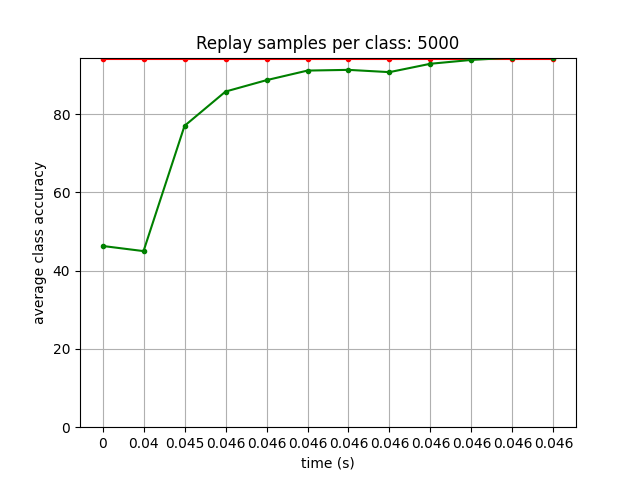 Replay samples per class: 5000
average class accuracy
80
60
40
20
0
0 0.04 0.045 0.046 0.046 0.046 0.046 0.046 0.046 0.046 0.046 0.046
time (s)